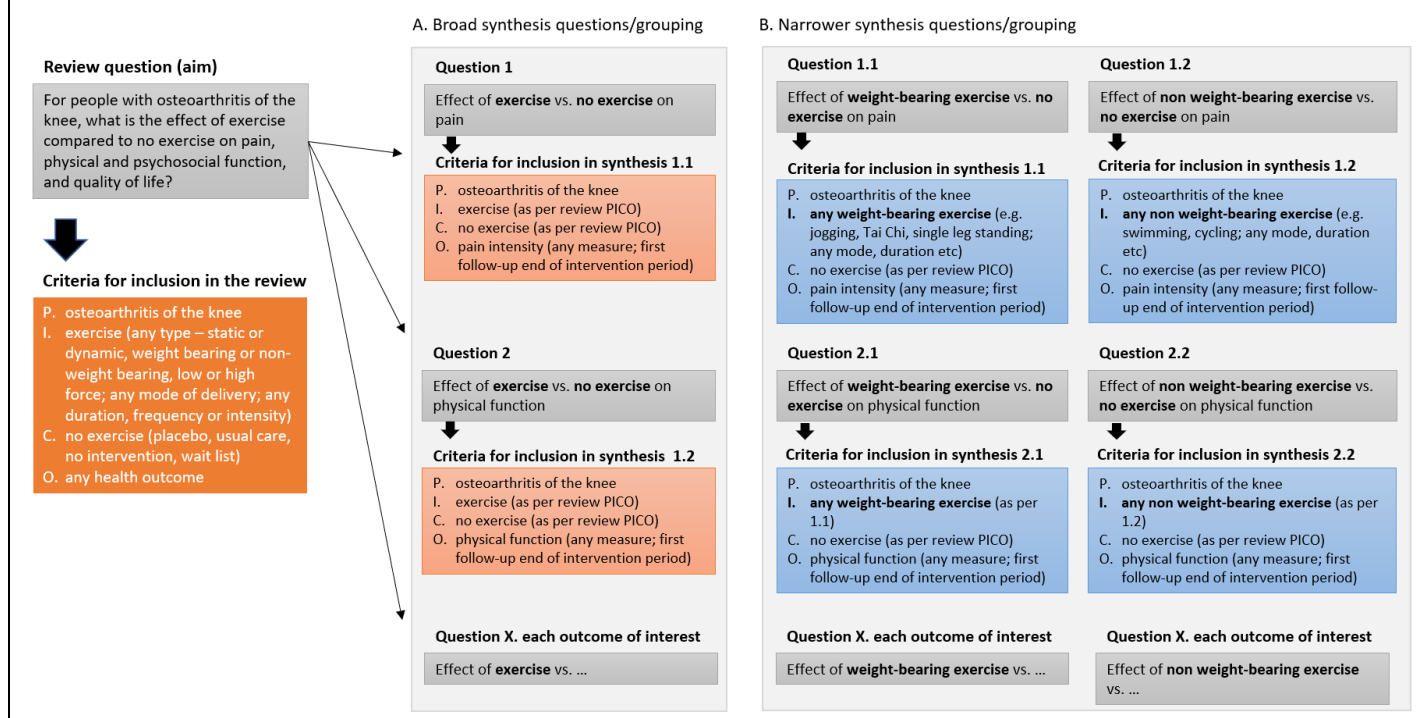 A. Broad synthesis questions/grouping
B. Narrower synthesis questions/grouping
Review question (aim)
For people with osteoarthritis of the
knee, what is the effect of exercise
compared to no exercise on pain,
physical and psychosocial function,
and quality of life?
Criteria for inclusion in the review
P. osteoarthritis of the knee
I. exercise (any type – static or
dynamic, weight bearing or non-
weight bearing, low or high
force; any mode of delivery; any
duration, frequency or intensity)
C. no exercise (placebo, usual care,
no intervention, wait list)
O. any health outcome
Question 1
Effect of exercise vs. no exercise on
pain
Criteria for inclusion in synthesis 1.1
P. osteoarthritis of the knee
I. exercise (as per review PICO)
C. no exercise (as per review PICO)
O. pain intensity (any measure; first
follow-up end of intervention period)
Question 2
Effect of exercise vs. no exercise on
physical function
Criteria for inclusion in synthesis 1.2
P. osteoarthritis of the knee
I. exercise (as per review PICO)
C. no exercise (as per review PICO)
O. physical function (any measure; first
follow-up end of intervention period)
Question X. each outcome of interest
Effect of exercise vs. ...
Question 1.1
Effect of weight-bearing exercise vs. no
exercise on pain
Criteria for inclusion in synthesis 1.1
P. osteoarthritis of the knee
I. any weight-bearing exercise (e.g.
jogging, Tai Chi, single leg standing;
any mode, duration etc)
C. no exercise (as per review PICO)
O. pain intensity (any measure; first
follow-up end of intervention period)
Question 2.1
Effect of weight-bearing exercise vs. no
exercise on physical function
Criteria for inclusion in synthesis 2.1
P. osteoarthritis of the knee
I. any weight-bearing exercise (as per
1.1)
C. no exercise (as per review PICO)
O. physical function (any measure; first
follow-up end of intervention period)
Question X. each outcome of interest
Effect of weight-bearing exercise vs. ...
Question 1.2
Effect of non weight-bearing exercise vs.
no exercise on pain
Criteria for inclusion in synthesis 1.2
P. osteoarthritis of the knee
I. any non weight-bearing exercise (e.g.
swimming, cycling; any mode, duration
etc)
C. no exercise (as per review PICO)
O. pain intensity (any measure; first follow-
up end of intervention period)
Question 2.2
Effect of non weight-bearing exercise vs.
no exercise on physical function
Criteria for inclusion in synthesis 2.2
P. osteoarthritis of the knee
I. any non weight-bearing exercise (as per
1.2)
C. no exercise (as per review PICO)
O. physical function (any measure; first
follow-up end of intervention period)
Question X. each outcome of interest
Effect of non weight-bearing exercise
vs. ...